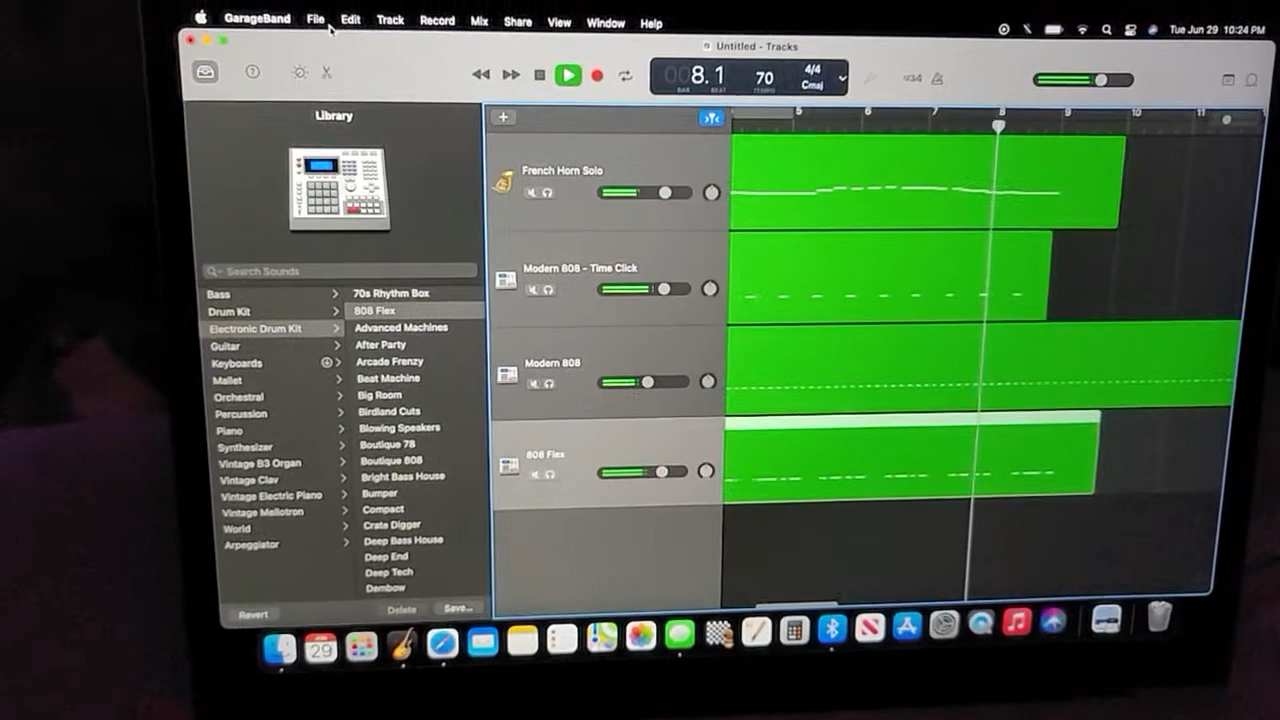 GarageBand File Edit Track Record Mix Share View Window Help
Tue Jun 29 10:24 PM
Untitled - Tracks
008.1
BAR BEAT
70
TEMPO
4/4
Cmaj
1234
Library
5 6 7 8 9 10 11
Search Sounds
Bass
Drum Kit
Electronic Drum Kit
Guitar
Keyboards
Mallet
Orchestral
Percussion
Piano
Synthesizer
Vintage B3 Organ
Vintage Clav
Vintage Electric Piano
Vintage Mellotron
World
Arpeggiator
70s Rhythm Box
808 Flex
Advanced Machines
After Party
Arcade Frenzy
Beat Machine
Big Room
Birdland Cuts
Blowing Speakers
Boutique 78
Boutique 808
Bright Bass House
Bumper
Compact
Crate Digger
Deep Bass House
Deep End
Deep Tech
Dembow
Revert
Delete
Save...
French Horn Solo
Modern 808 - Time Click
Modern 808
808 Flex
29